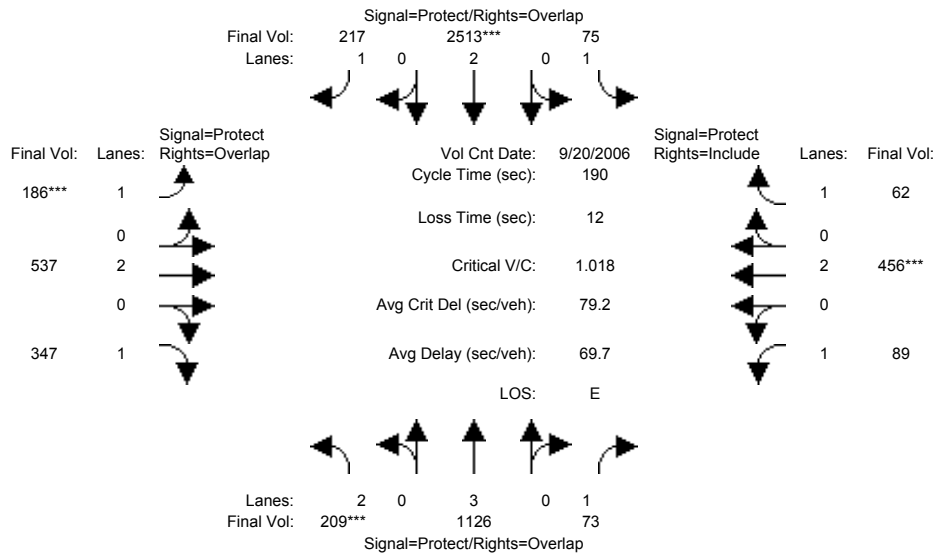 Signal=Protect/Rights=Overlap
Final Vol: 217 2513*** 75
Lanes: 1 0 2 0 1
Signal=Protect
Final Vol: Lanes: Rights=Overlap
Vol Cnt Date: 9/20/2006
Signal=Protect
Rights=Include Lanes: Final Vol:
Cycle Time (sec): 190
186*** 1
1 62
Loss Time (sec): 12
0
0
537 2
Critical V/C: 1.018
2 456***
0
Avg Crit Del (sec/veh): 79.2
0
347 1
Avg Delay (sec/veh): 69.7
1 89
LOS: E
Lanes: 2 0 3 0 1
Final Vol: 209*** 1126 73
Signal=Protect/Rights=Overlap